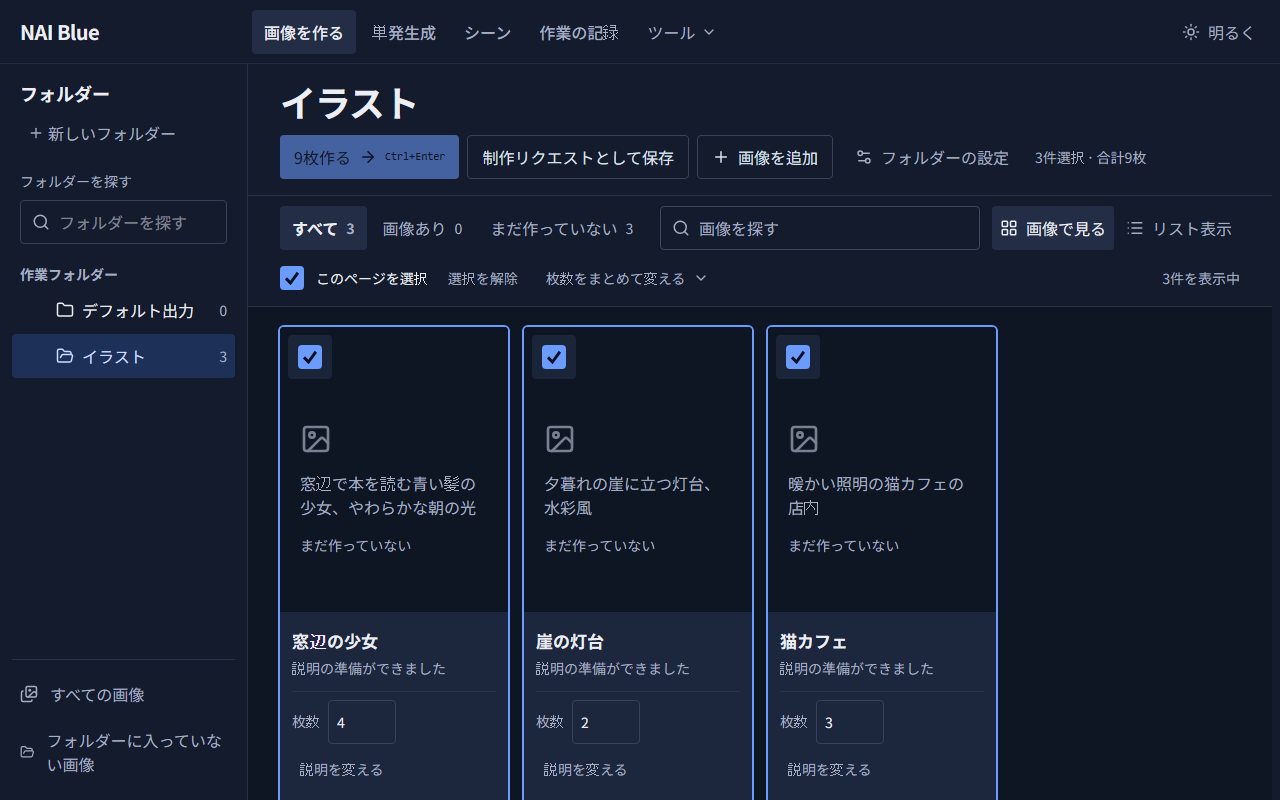 NAI Blue
画像を作る
単発生成
シーン
作業の記録
ツール
明るく
フォルダー
+ 新しいフォルダー
フォルダーを探す
フォルダーを探す
作業フォルダー
デフォルト出力 0
イラスト 3
すべての画像
フォルダーに入っていな
い画像
イラスト
9枚作る → Ctrl+Enter
制作リクエストとして保存
+ 画像を追加
フォルダーの設定
3件選択・合計9枚
すべて 3
画像あり 0
まだ作っていない 3
画像を探す
画像で見る
リスト表示
このページを選択
選択を解除
枚数をまとめて変える
3件を表示中
窓辺で本を読む青い髪の
少女、やわらかな朝の光
まだ作っていない
窓辺の少女
説明の準備ができました
枚数 4
説明を変える
夕暮れの崖に立つ灯台、
水彩風
まだ作っていない
崖の灯台
説明の準備ができました
枚数 2
説明を変える
暖かい照明の猫カフェの
店内
まだ作っていない
猫カフェ
説明の準備ができました
枚数 3
説明を変える